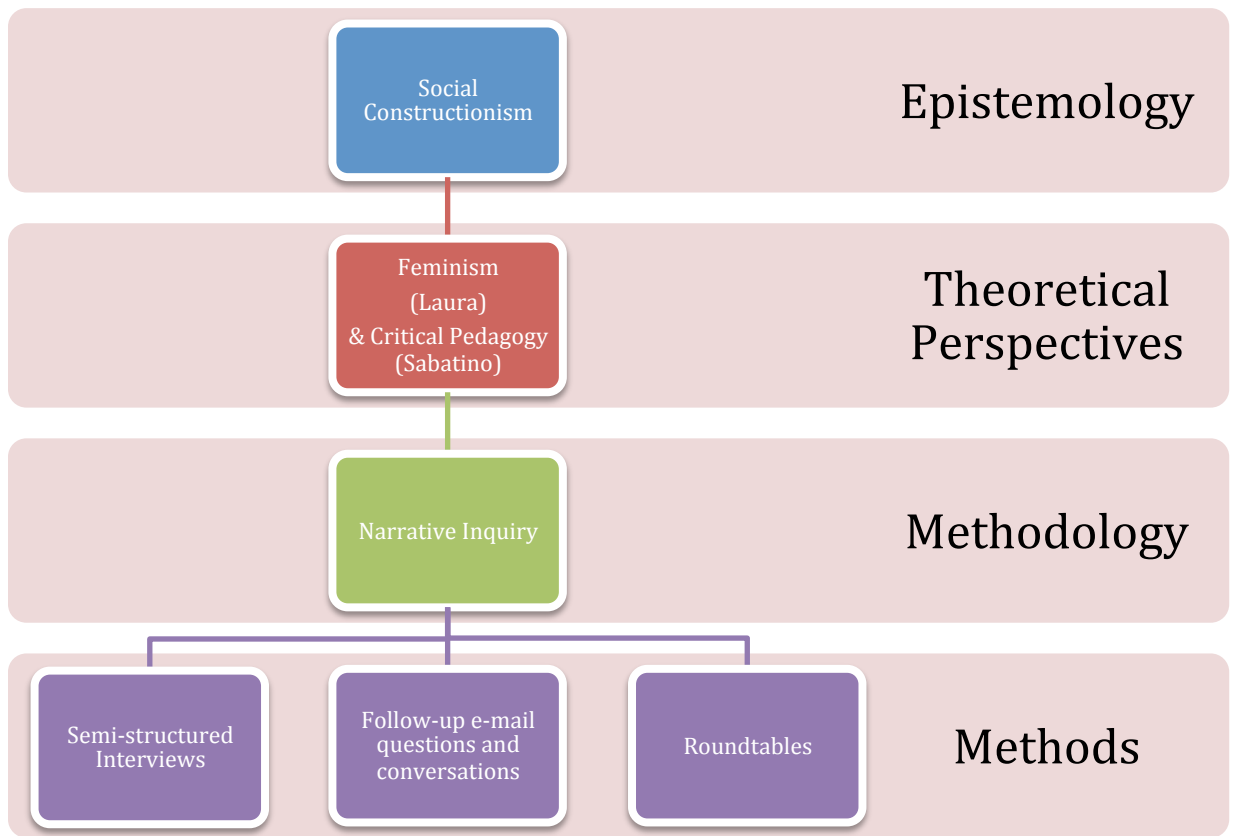 Social
Constructionism
Epistemology
Feminism
(Laura)
& Critical Pedagogy
(Sabatino)
Theoretical
Perspectives
Narrative Inquiry
Methodology
Semi-structured
Interviews
Follow-up e-mail
questions and
conversations
Roundtables
Methods